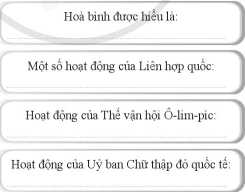 Hoà bình được hiểu là:
Một số hoạt động của Liên hợp quốc:
Hoạt động của Thế vận hội Ô-lim-pic:
Hoạt động của Uỷ ban Chữ thập đỏ quốc tế: